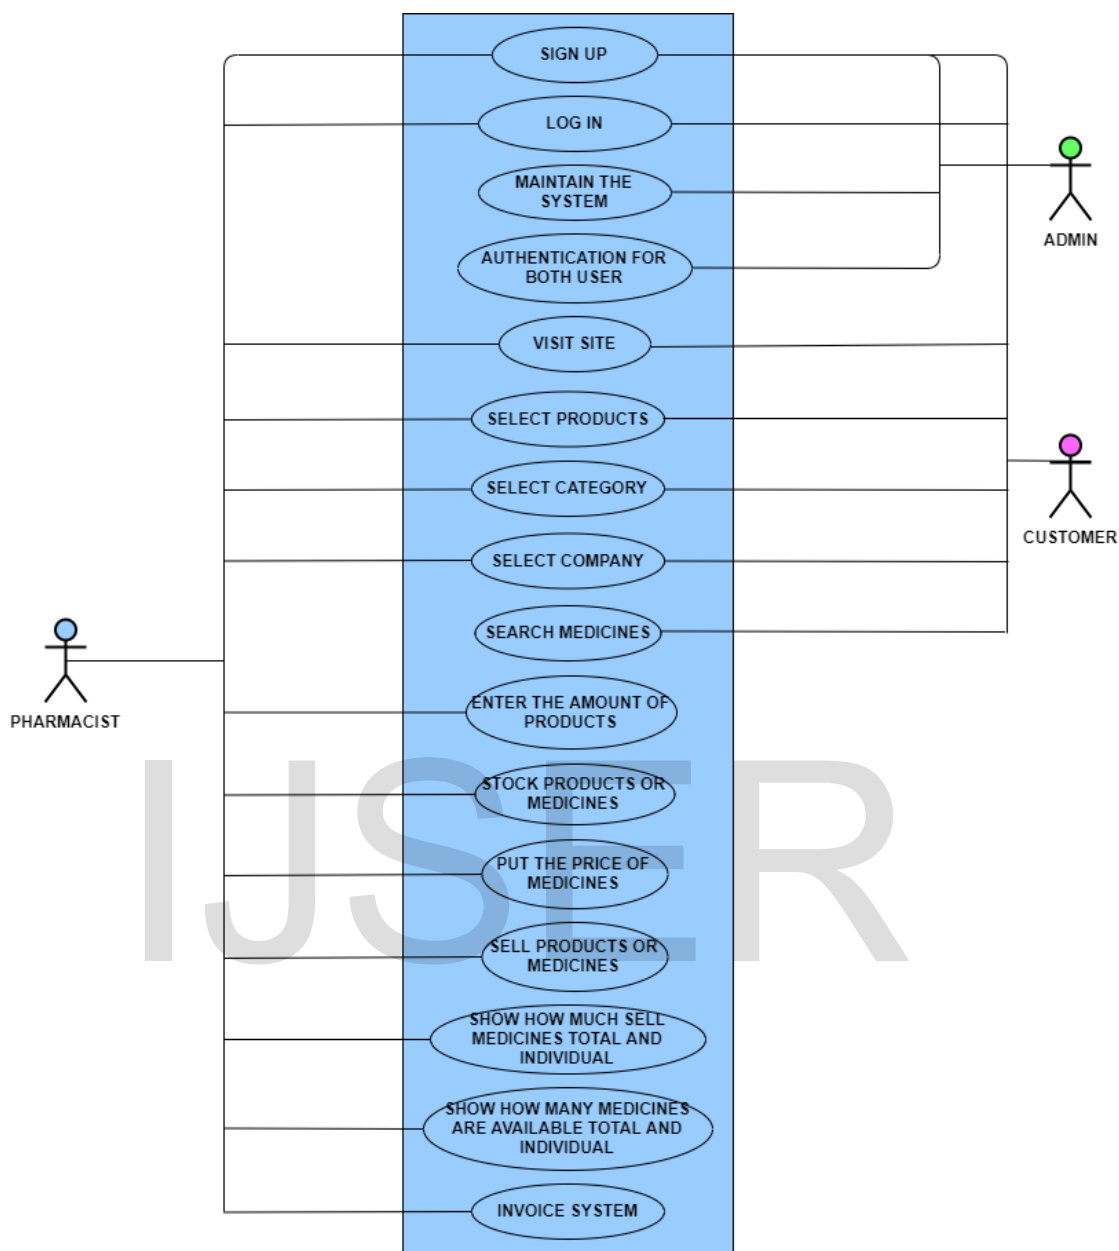 SIGN UP
LOG IN
MAINTAIN THE
SYSTEM
ADMIN
AUTHENTICATION FOR
BOTH USER
VISIT SITE
SELECT PRODUCTS
SELECT CATEGORY
CUSTOMER
SELECT COMPANY
SEARCH MEDICINES
PHARMACIST
ENTER THE AMOUNT OF
PRODUCTS
STOCK PRODUCTS OR
MEDICINES
PUT THE PRICE OF
MEDICINES
IJSER
SELL PRODUCTS OR
MEDICINES
SHOW HOW MUCH SELL
MEDICINES TOTAL AND
INDIVIDUAL
SHOW HOW MANY MEDICINES
ARE AVAILABLE TOTAL AND
INDIVIDUAL
INVOICE SYSTEM